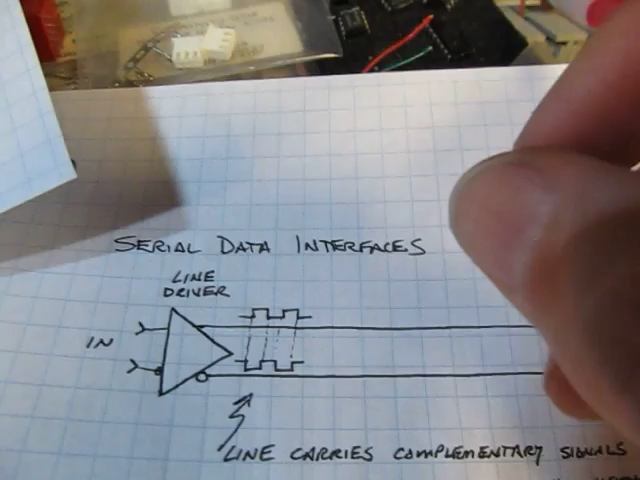 SERIAL DATA INTERFACES
LINE
DRIVER
IN
LINE CARRIES COMPLEMENTARY SIGNALS